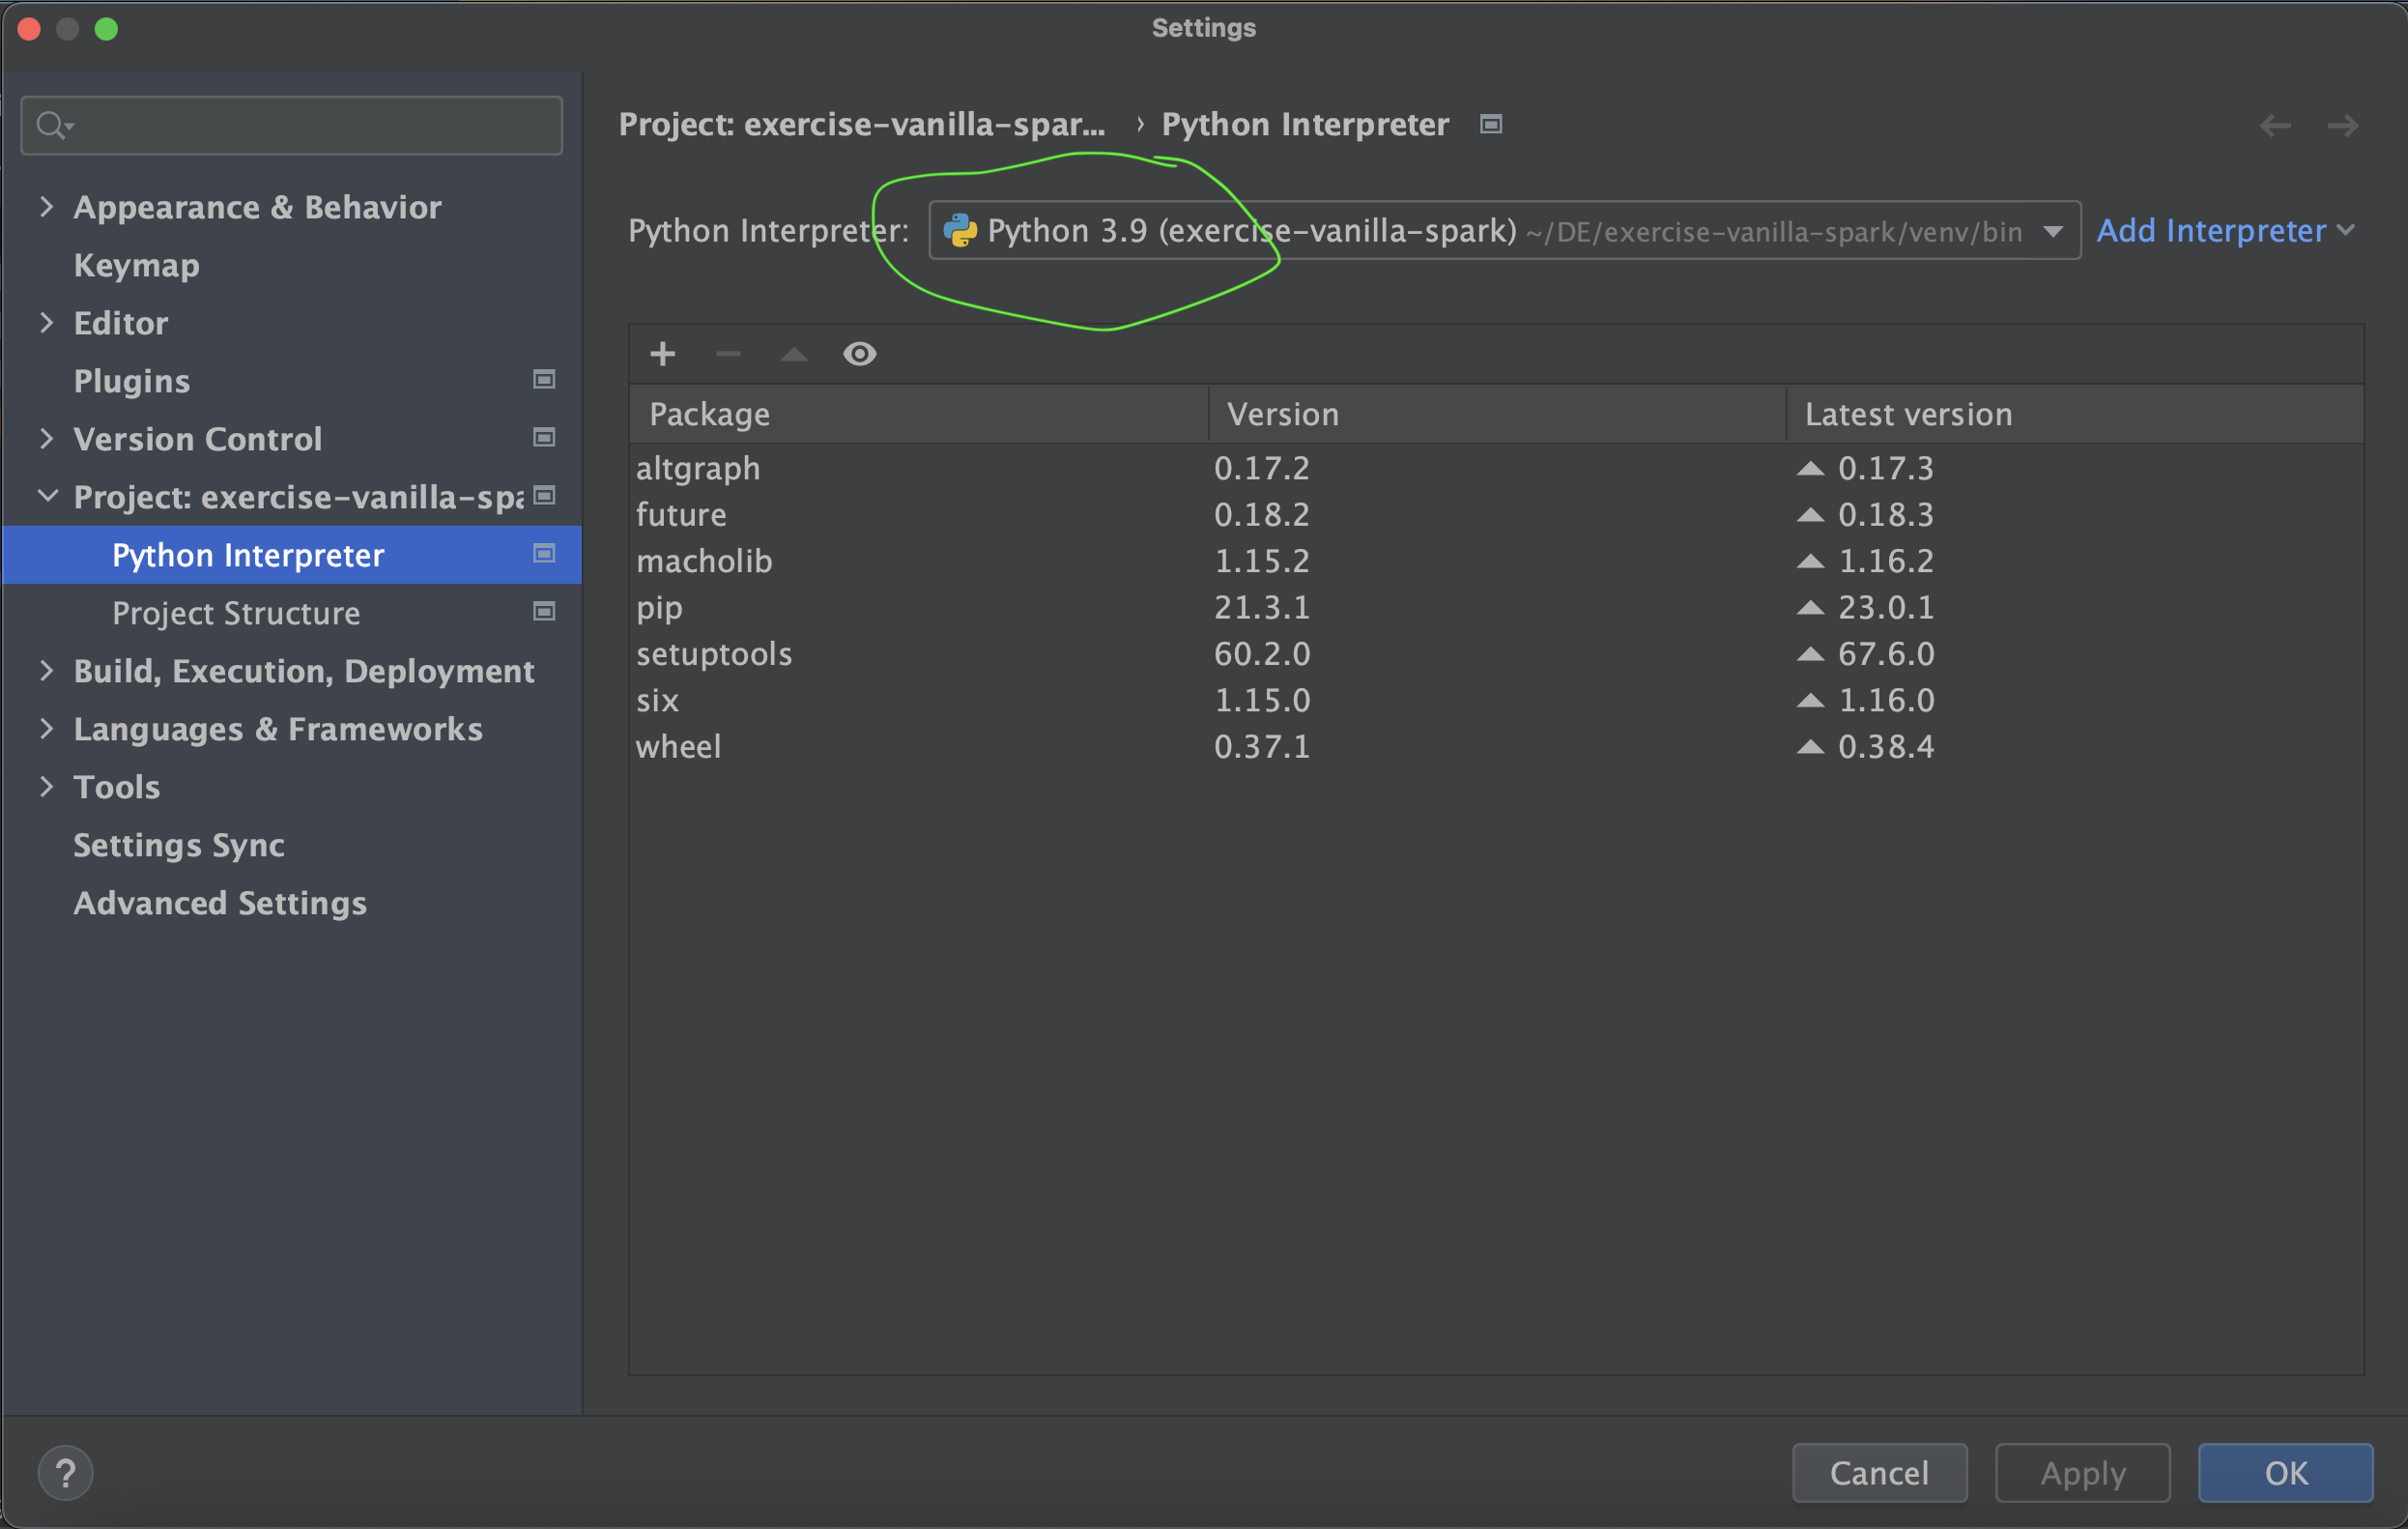 Settings
Project: exercise-vanilla-spar... › Python Interpreter
Appearance & Behavior
Keymap
Editor
Plugins
Version Control
Project: exercise-vanilla-spa
Python Interpreter
Project Structure
Build, Execution, Deployment
Languages & Frameworks
Tools
Settings Sync
Advanced Settings
Python Interpreter: Python 3.9 (exercise-vanilla-spark) ~/DE/exercise-vanilla-spark/venv/bin Add Interpreter
Package Version Latest version
altgraph 0.17.2 0.17.3
future 0.18.2 0.18.3
macholib 1.15.2 1.16.2
pip 21.3.1 23.0.1
setuptools 60.2.0 67.6.0
six 1.15.0 1.16.0
wheel 0.37.1 0.38.4
? Cancel Apply OK